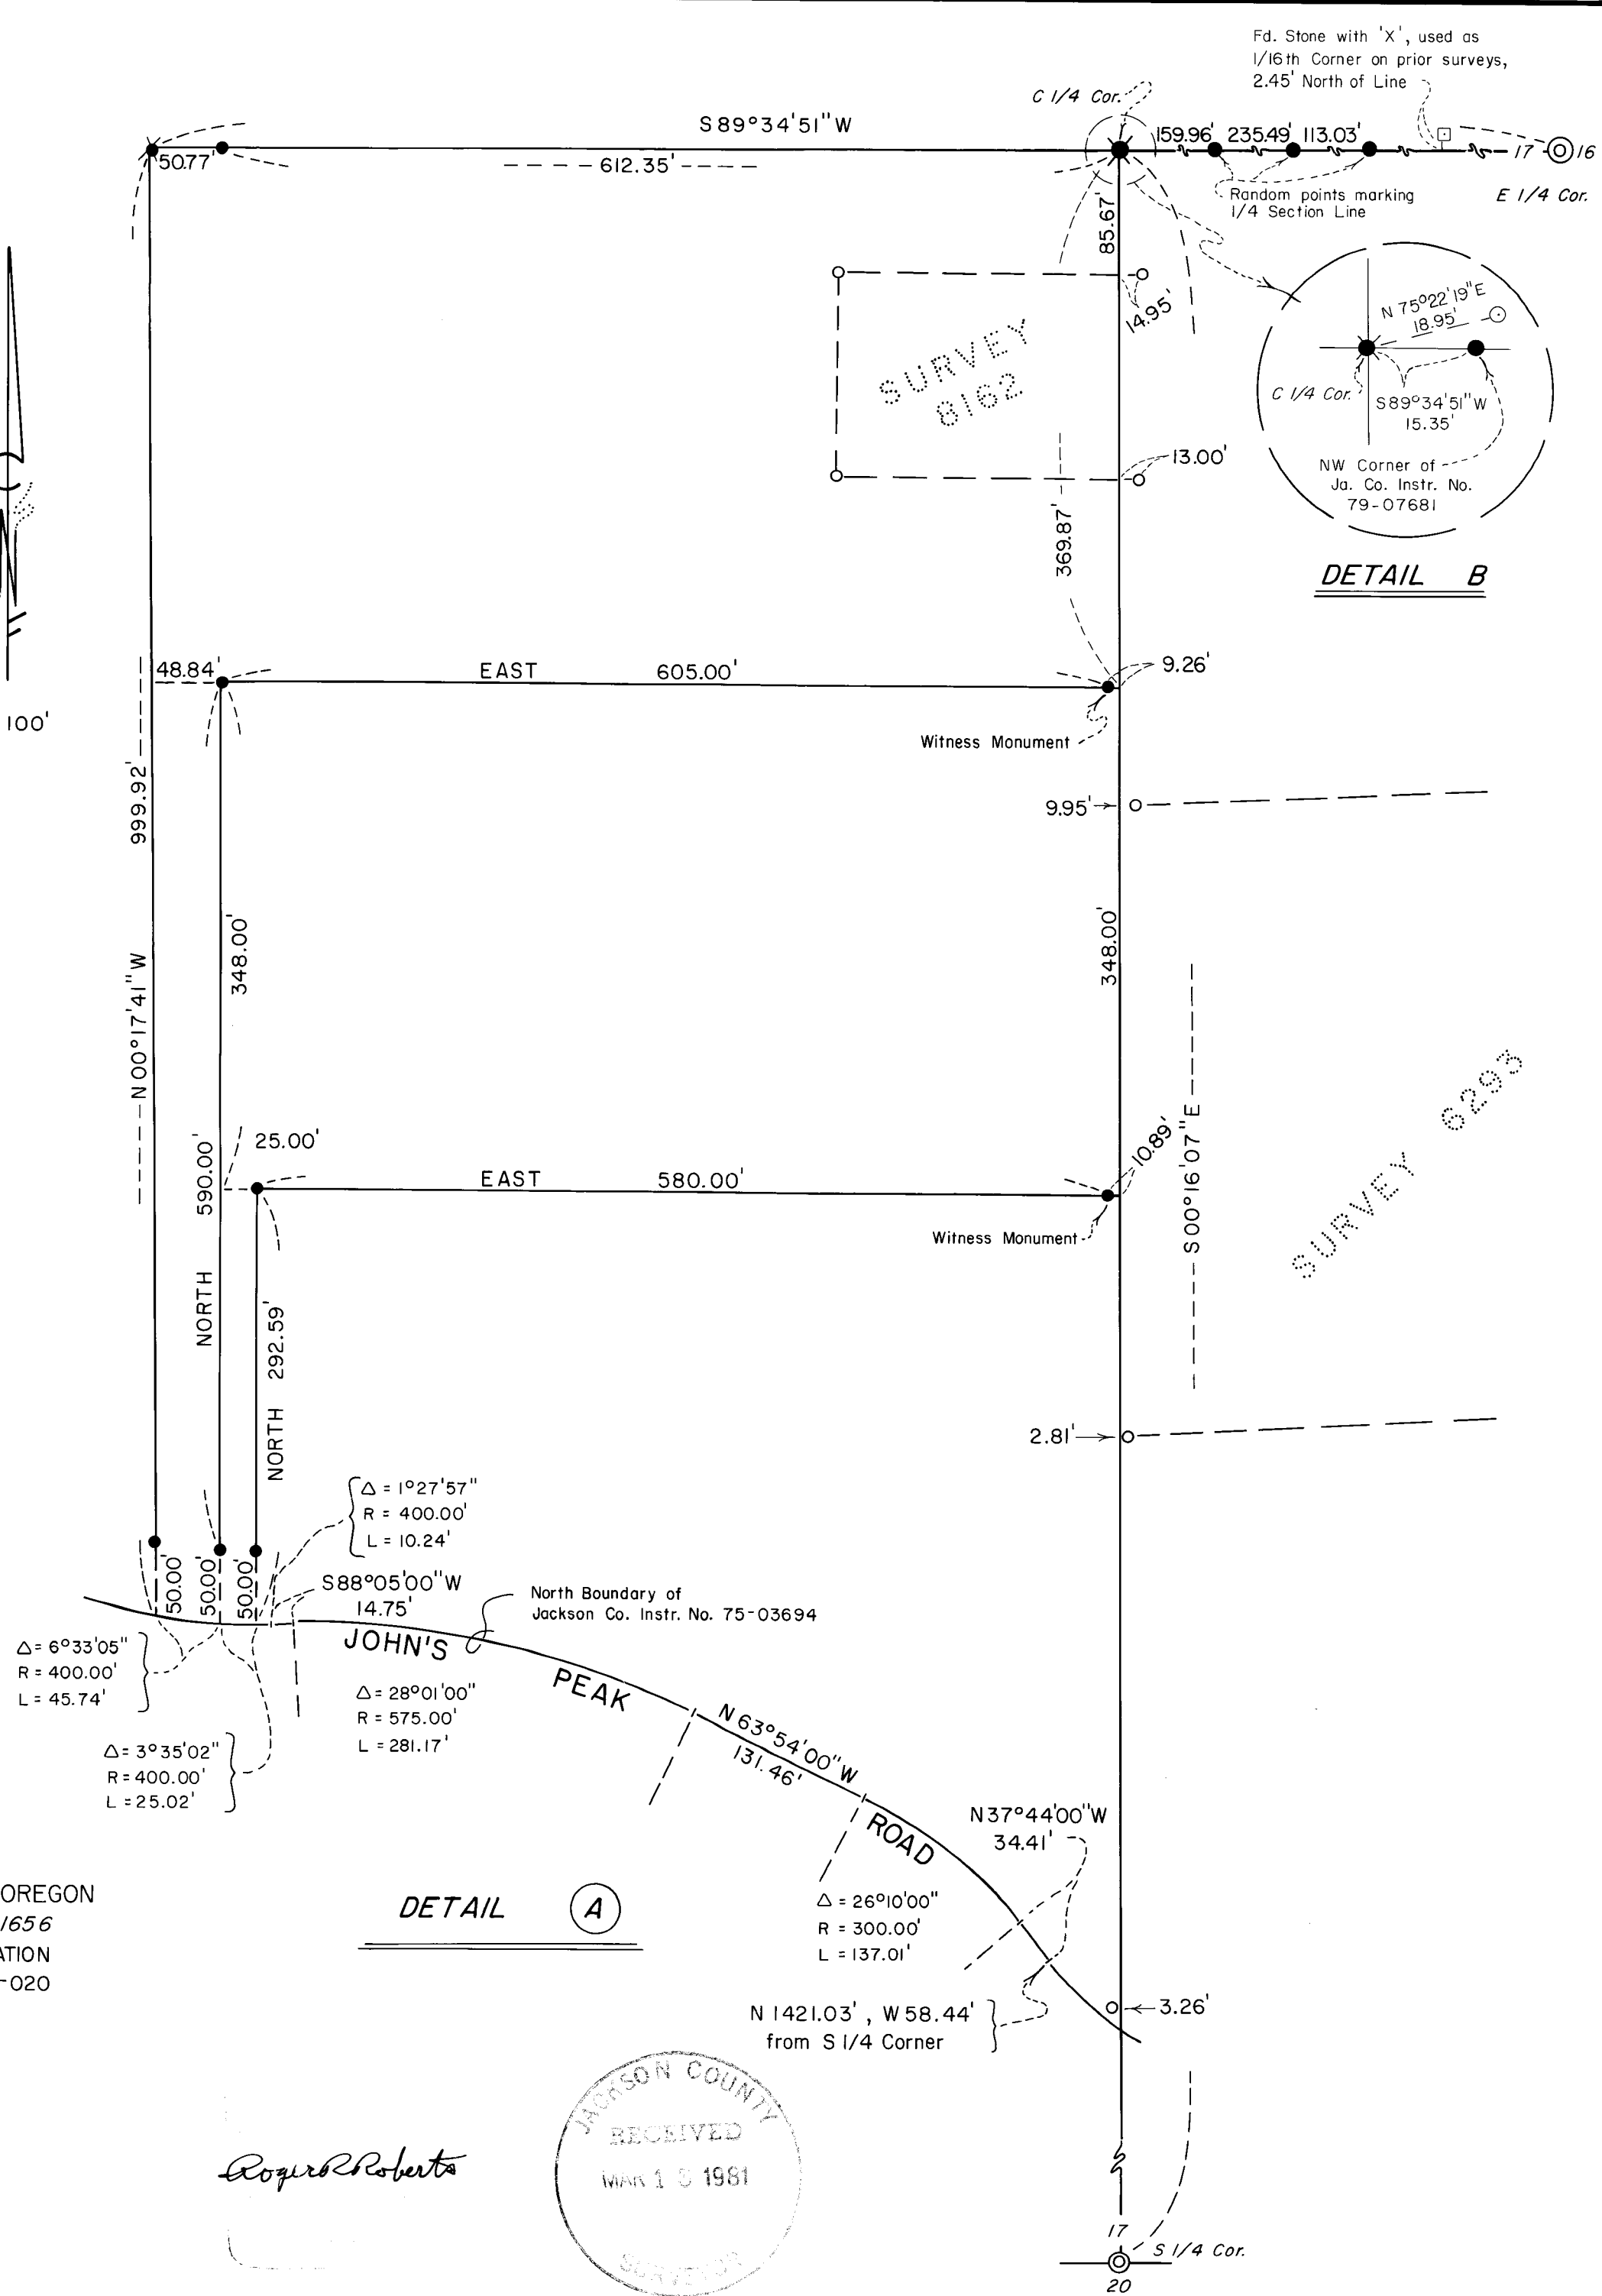 Fd. Stone with 'X', used as
1/16th Corner on prior surveys,
2.45' North of Line
C 1/4 Cor.
S89°34'51"W
50.77'
612.35'
159.96' 235.49' 113.03'
17 16
Random points marking
1/4 Section Line
E 1/4 Cor.
85.67'
14.95'
SURVEY
8162
N 75°22'19"E
18.95'
C 1/4 Cor.
S89°34'51"W
15.35'
13.00'
NW Corner of
Ja. Co. Instr. No.
79-07681
369.87'
DETAIL B
48.84'
EAST 605.00'
9.26'
100'
Witness Monument
999.92'
9.95'
348.00'
348.00'
N00°17'41"W
SURVEY 6293
S00°16'07"E
590.00'
25.00'
EAST 580.00'
10.89'
Witness Monument
NORTH
NORTH 292.59'
2.81'
Δ = 1°27'57"
R = 400.00'
L = 10.24'
50.00'
50.00'
50.00'
S88°05'00"W
14.75'
North Boundary of
Jackson Co. Instr. No. 75-03694
JOHN'S
PEAK
ROAD
Δ= 6°33'05"
R = 400.00'
L = 45.74'
Δ= 28°01'00"
R = 575.00'
L = 281.17'
N63°54'00"W
131.46'
Δ= 3°35'02"
R= 400.00'
L = 25.02'
N37°44'00"W
34.41'
OREGON
1656
ATION
-020
DETAIL A
Δ = 26°10'00"
R = 300.00'
L = 137.01'
N 1421.03', W 58.44'
from S 1/4 Corner
3.26'
JACKSON COUNTY
RECEIVED
MAR 1 1981
SURVEYOR
Roger R Roberts
17
S 1/4 Cor.
20